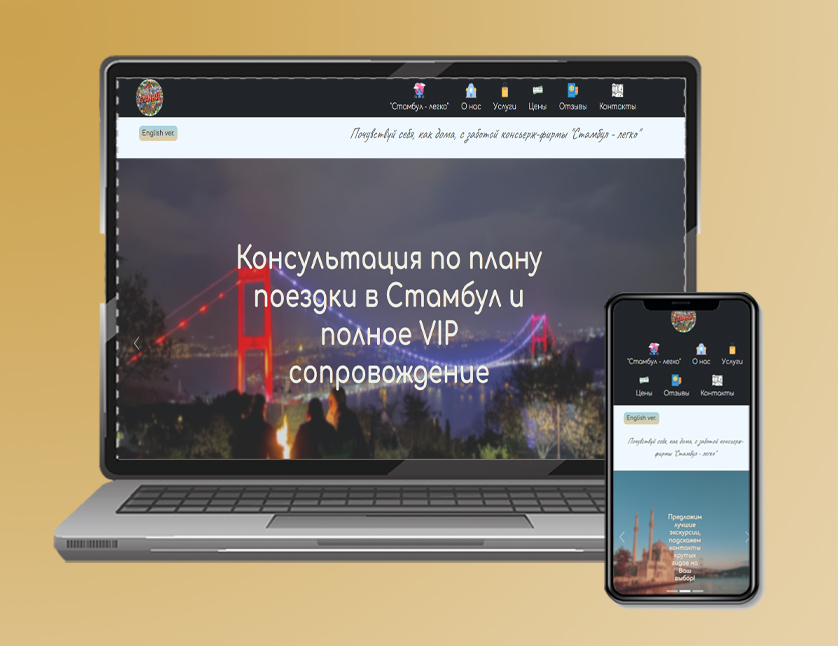 "Стамбул - легко" О нас Услуги Цены Отзывы Контакты
English ver.
Почувствуй себя, как дома, с заботой консьерж-фирмы "Стамбул - легко"
Консультация по плану
поездки в Стамбул и
полное VIP
сопровождение
"Стамбул - легко" О нас Услуги
Цены Отзывы Контакты
English ver.
Почувствуй себя, как дома, с заботой консьерж-
фирмы "Стамбул - легко"
Предложим
лучшие
экскурсии,
подскажем
контакты
крутых
гидов на
Ваш
выбор!